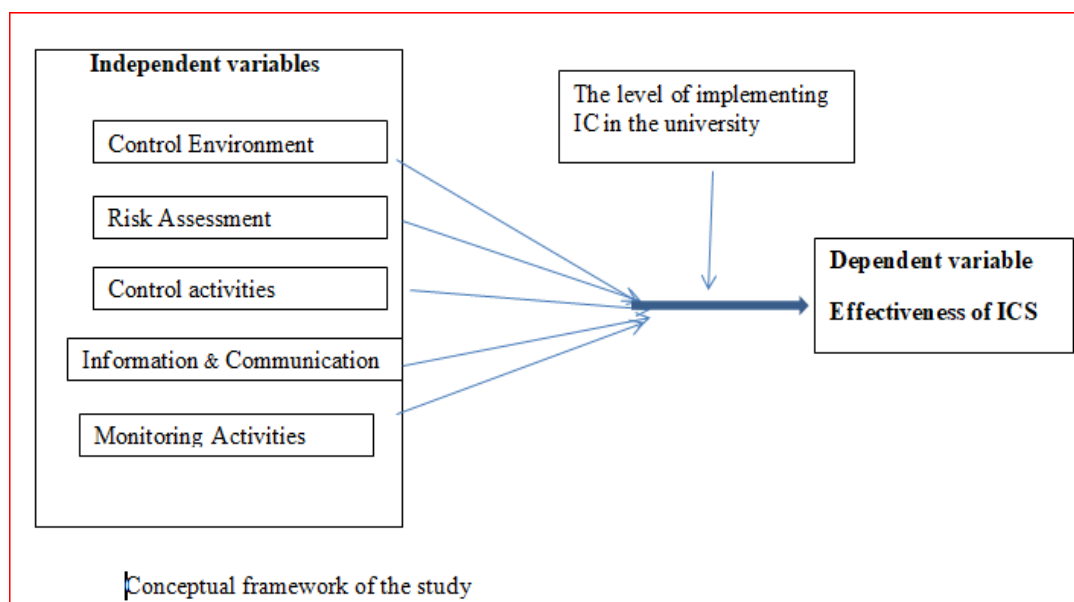 Independent variables
Control Environment
Risk Assessment
Control activities
Information & Communication
Monitoring Activities
The level of implementing
IC in the university
Dependent variable
Effectiveness of ICS
Conceptual framework of the study